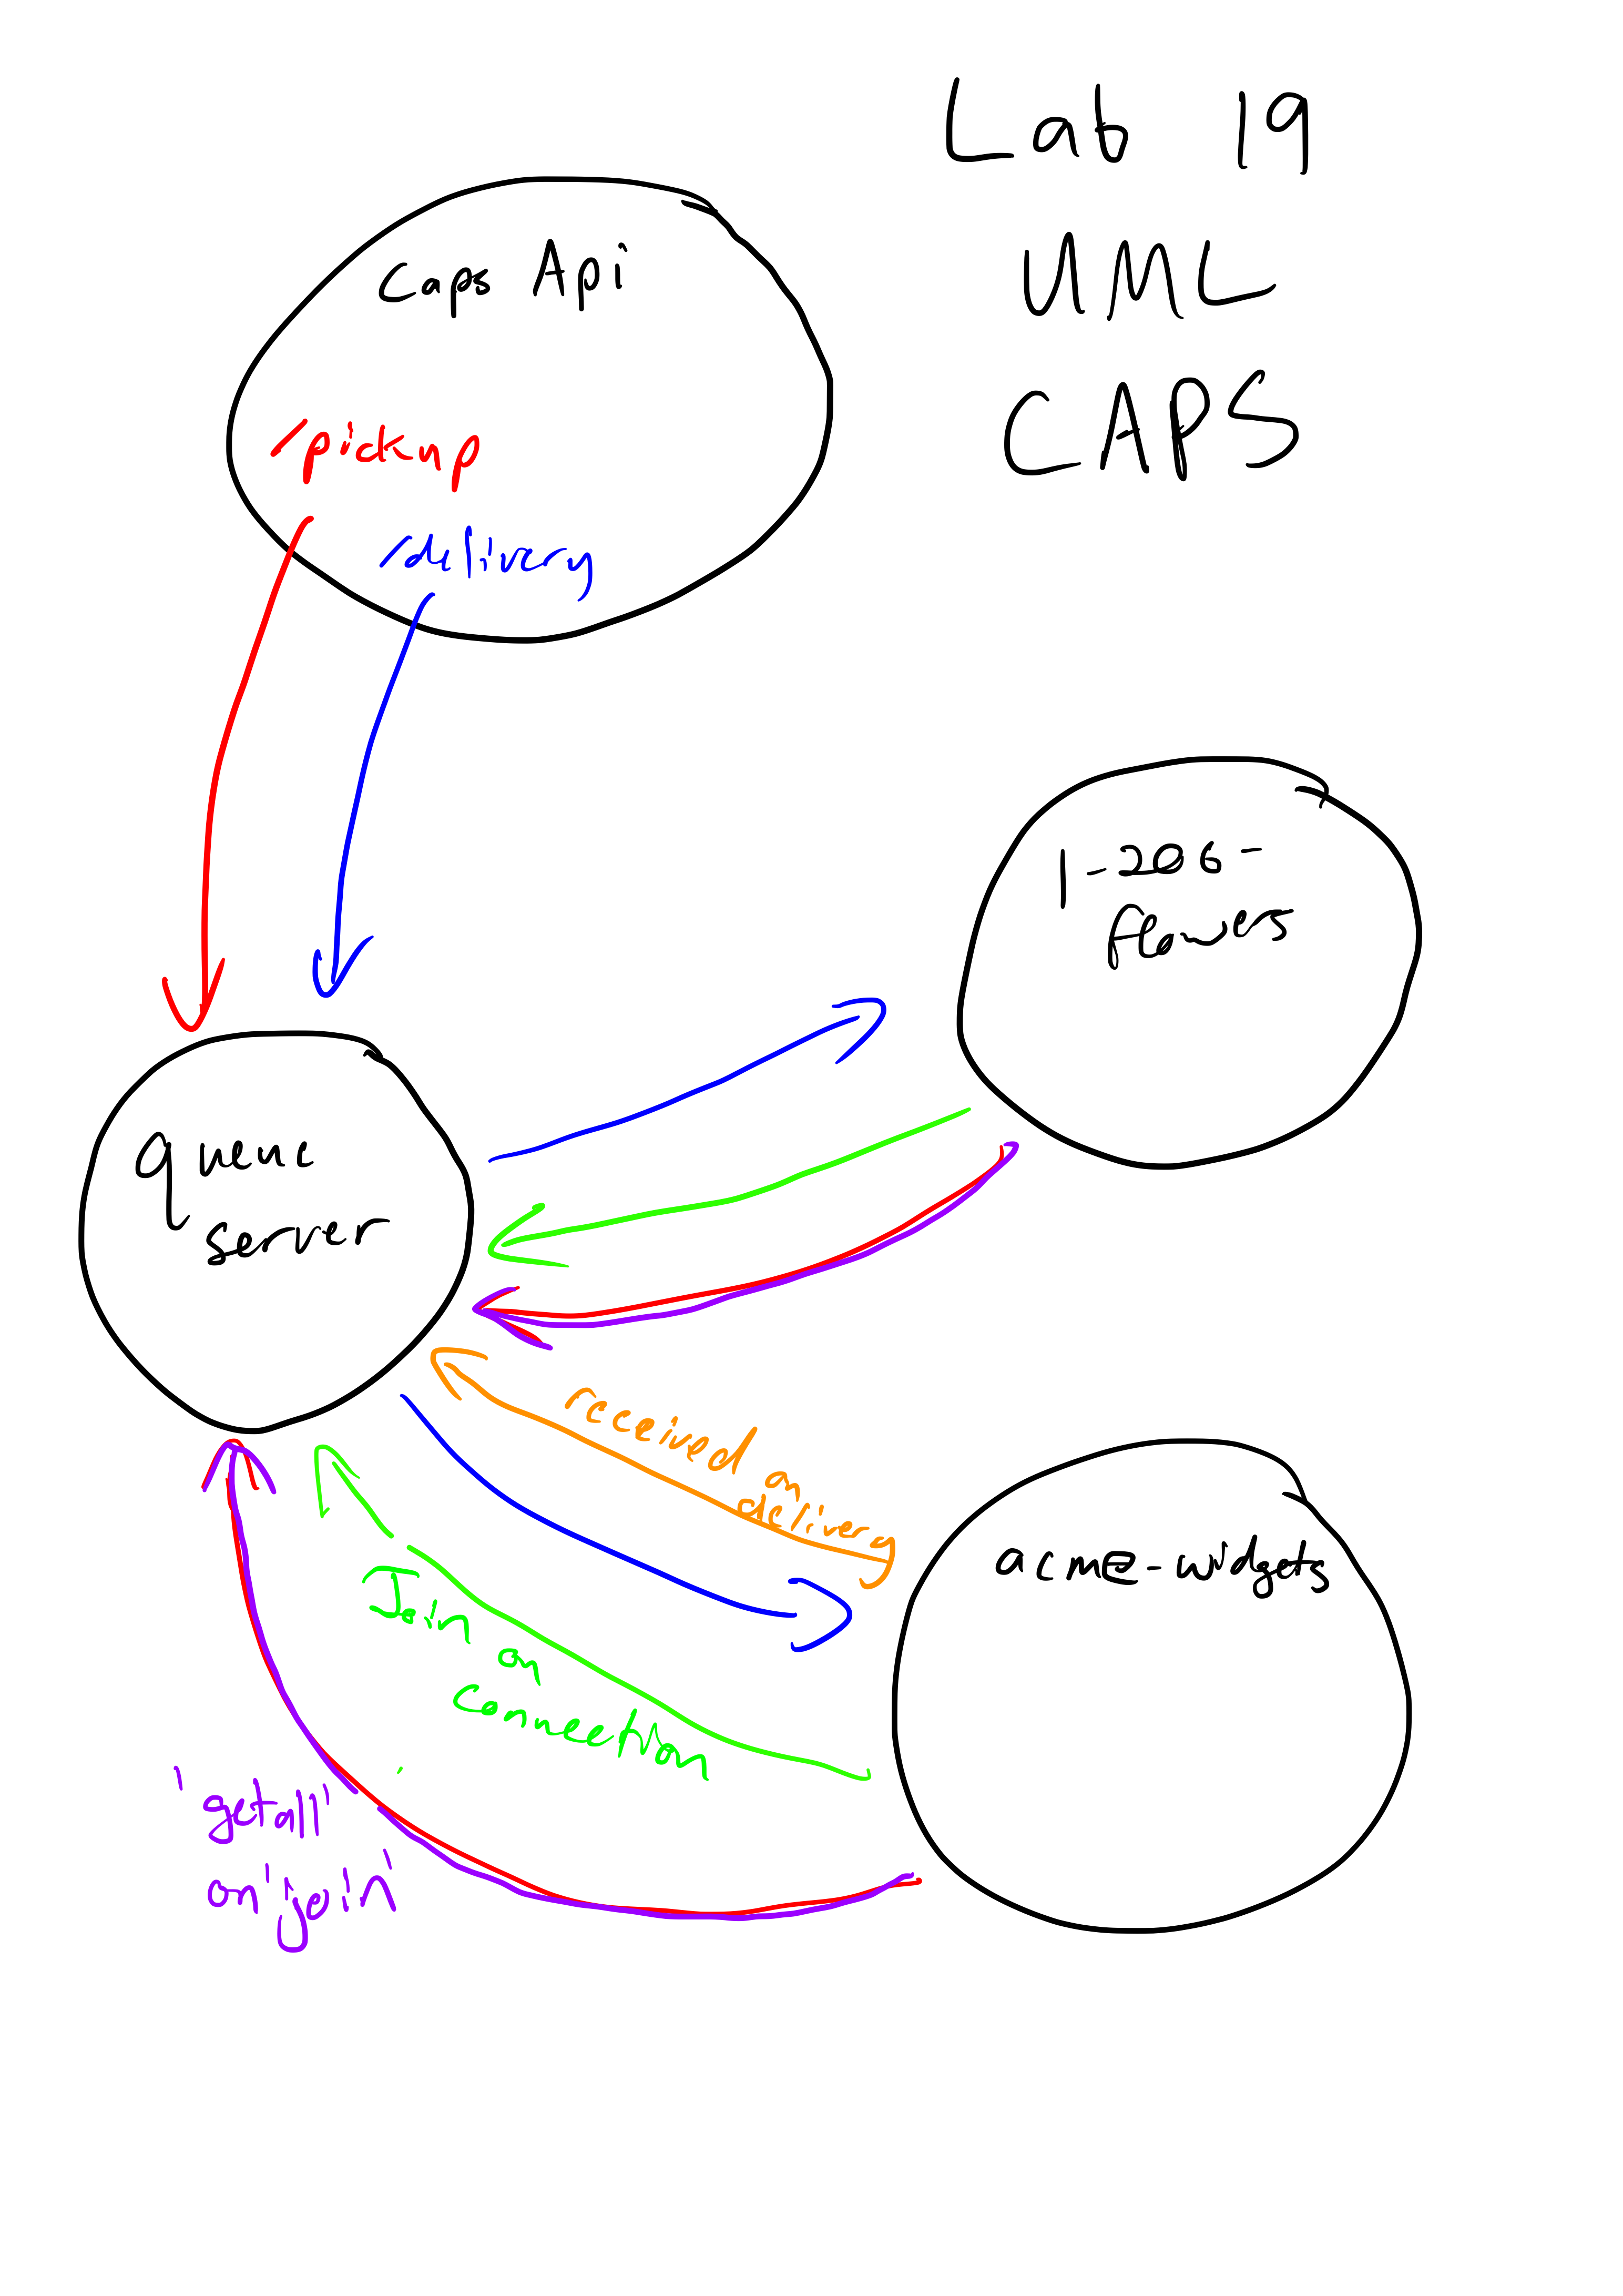 Lab 19
UML
CAPS
Caps Api
/pickup
/delivery
1-206-
flowers
queue
server
received on
delivery
acme-widgets
Join on
connection
'getall'
on 'join'